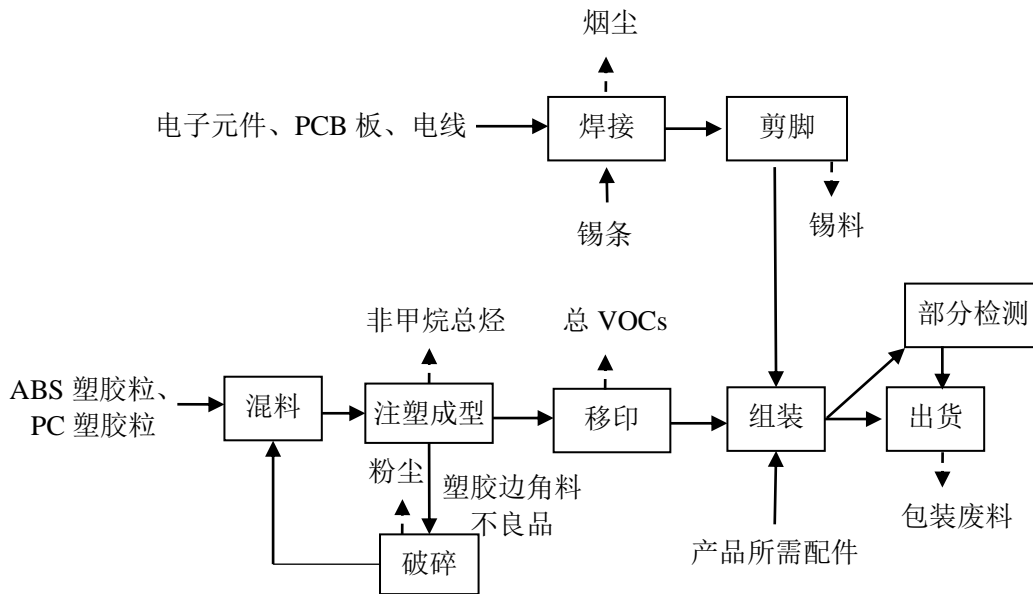 烟尘
电子元件、PCB 板、电线
焊接
剪脚
锡条
锡料
非甲烷总烃
总 VOCs
部分检测
ABS 塑胶粒、
PC 塑胶粒
混料
注塑成型
移印
组装
出货
粉尘
塑胶边角料
不良品
包装废料
破碎
产品所需配件